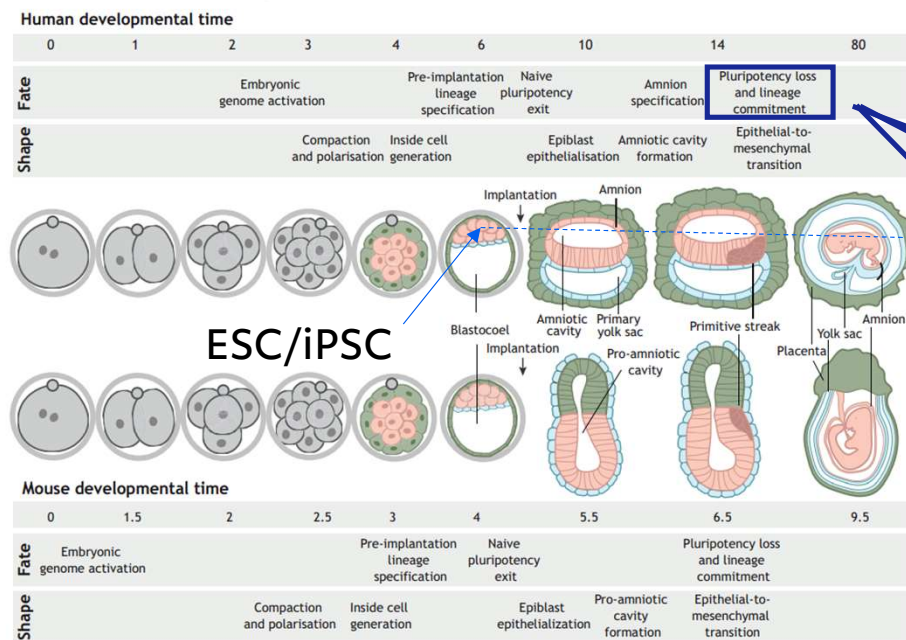 Human developmental time
0 1 2 3 4 6 10 14 80
Fate
Embryonic
genome activation
Pre-implantation
lineage
specification
Naive
pluripotency
exit
Amnion
specification
Pluripotency loss
and lineage
commitment
Shape
Compaction
and polarisation
Inside cell
generation
Epiblast
epithelialisation
Amniotic cavity
formation
Epithelial-to-
mesenchymal
transition
Implantation
Amnion
ESC/iPSC
Blastocoel
Amniotic
cavity
Primary
yolk sac
Primitive streak
Placenta
Yolk sac
Amnion
Implantation
Pro-amniotic
cavity
Mouse developmental time
0 1.5 2 2.5 3 4 5.5 6.5 9.5
Fate
Embryonic
genome activation
Pre-implantation
lineage
specification
Naive
pluripotency
exit
Pluripotency loss
and lineage
commitment
Shape
Compaction
and polarisation
Inside cell
generation
Epiblast
epithelialization
Pro-amniotic
cavity
formation
Epithelial-to-
mesenchymal
transition